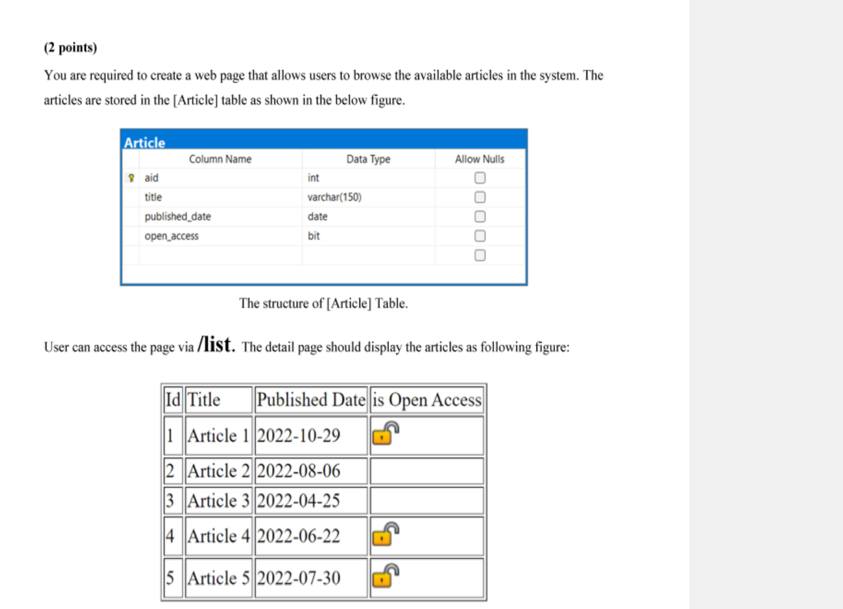 (2 points)
You are required to create a web page that allows users to browse the available articles in the system. The
articles are stored in the [Article] table as shown in the below figure.
Article
Column Name Data Type Allow Nulls
aid int
title varchar(150)
published_date date
open_access bit
The structure of [Article] Table.
User can access the page via /list. The detail page should display the articles as following figure:
Id Title Published Date is Open Access
1 Article 1 2022-10-29
2 Article 2 2022-08-06
3 Article 3 2022-04-25
4 Article 4 2022-06-22
5 Article 5 2022-07-30